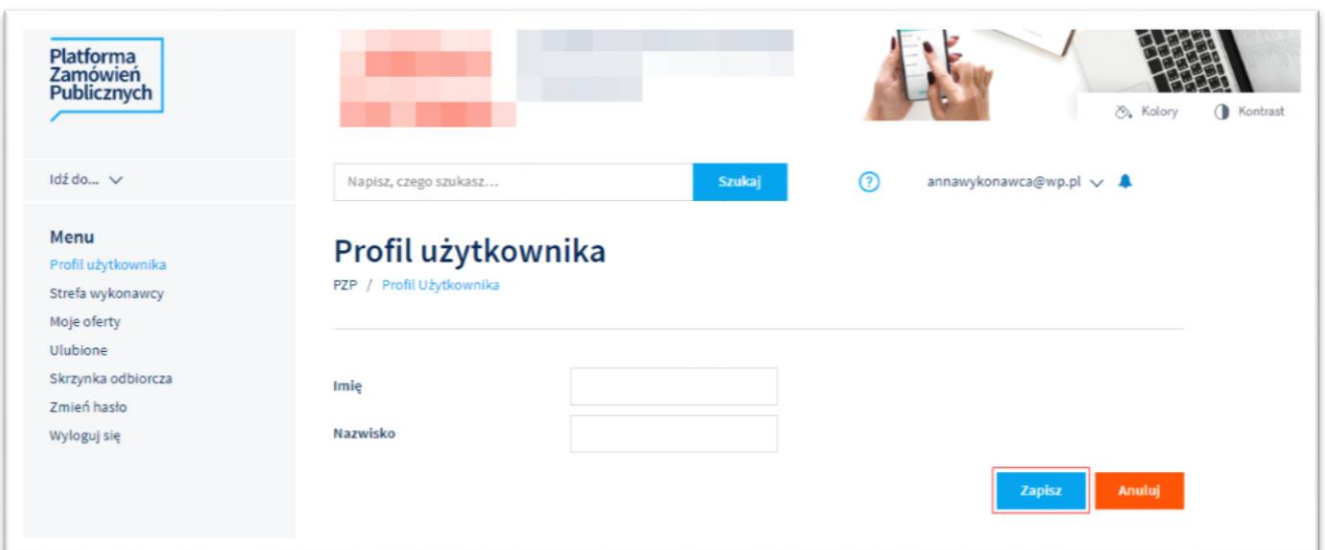 Platforma
Zamówień
Publicznych
Kolory
Kontrast
Idź do...
Napisz, czego szukasz...
Szukaj
?
annawykonawca@wp.pl
Menu
Profil użytkownika
Strefa wykonawcy
Moje oferty
Ulubione
Skrzynka odbiorcza
Zmień hasło
Wyloguj się
Profil użytkownika
PZP / Profil Użytkownika
Imię
Nazwisko
Zapisz
Anuluj